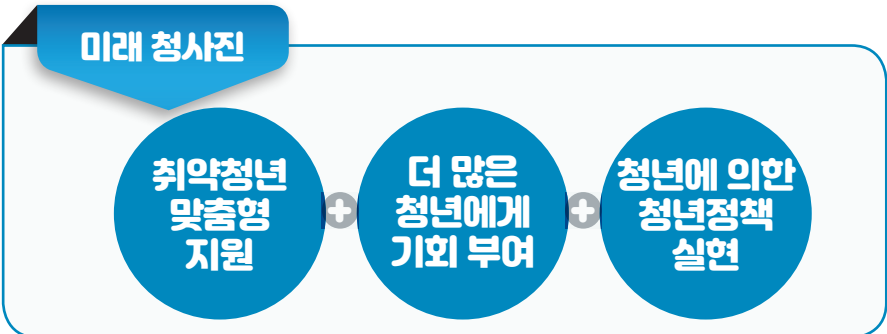 미래 청사진
취약청년
맞춤형
지원
+
더 많은
청년에게
기회 부여
+
청년에 의한
청년정책
실현